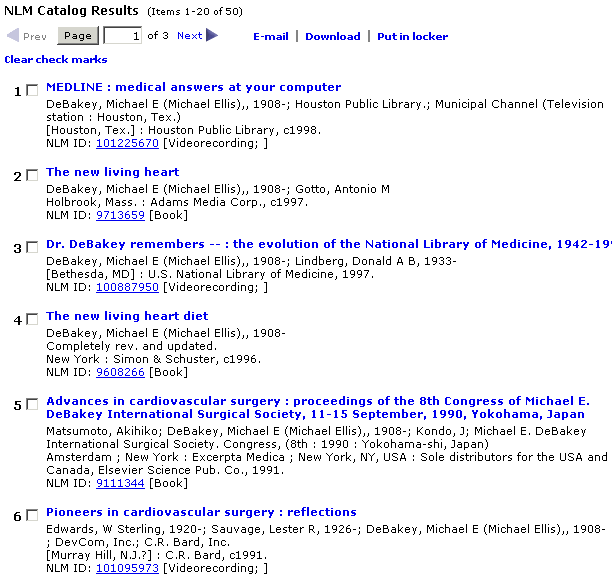 NLM Catalog Results (Items 1-20 of 50)
Prev Page 1 of 3 Next E-mail | Download | Put in locker
Clear check marks
1 MEDLINE : medical answers at your computer
DeBakey, Michael E (Michael Ellis),, 1908-; Houston Public Library.; Municipal Channel (Television
station : Houston, Tex.)
[Houston, Tex.] : Houston Public Library, c1998.
NLM ID: 101225670 [Videorecording; ]
2 The new living heart
DeBakey, Michael E (Michael Ellis),, 1908-; Gotto, Antonio M
Holbrook, Mass. : Adams Media Corp., c1997.
NLM ID: 9713659 [Book]
3 Dr. DeBakey remembers -- : the evolution of the National Library of Medicine, 1942-199
DeBakey, Michael E (Michael Ellis),, 1908-; Lindberg, Donald A B, 1933-
[Bethesda, MD] : U.S. National Library of Medicine, 1997.
NLM ID: 100887950 [Videorecording; ]
4 The new living heart diet
DeBakey, Michael E (Michael Ellis),, 1908-
Completely rev. and updated.
New York : Simon & Schuster, c1996.
NLM ID: 9608266 [Book]
5 Advances in cardiovascular surgery : proceedings of the 8th Congress of Michael E.
DeBakey International Surgical Society, 11-15 September, 1990, Yokohama, Japan
Matsumoto, Akihiko; DeBakey, Michael E (Michael Ellis),, 1908-; Kondo, J; Michael E. DeBakey
International Surgical Society. Congress, (8th : 1990 : Yokohama-shi, Japan)
Amsterdam ; New York : Excerpta Medica ; New York, NY, USA : Sole distributors for the USA and
Canada, Elsevier Science Pub. Co., 1991.
NLM ID: 9111344 [Book]
6 Pioneers in cardiovascular surgery : reflections
Edwards, W Sterling, 1920-; Sauvage, Lester R, 1926-; DeBakey, Michael E (Michael Ellis),, 1908-
; DevCom, Inc.; C.R. Bard, Inc.
[Murray Hill, N.J.?] : C.R. Bard, c1991.
NLM ID: 101095973 [Videorecording; ]